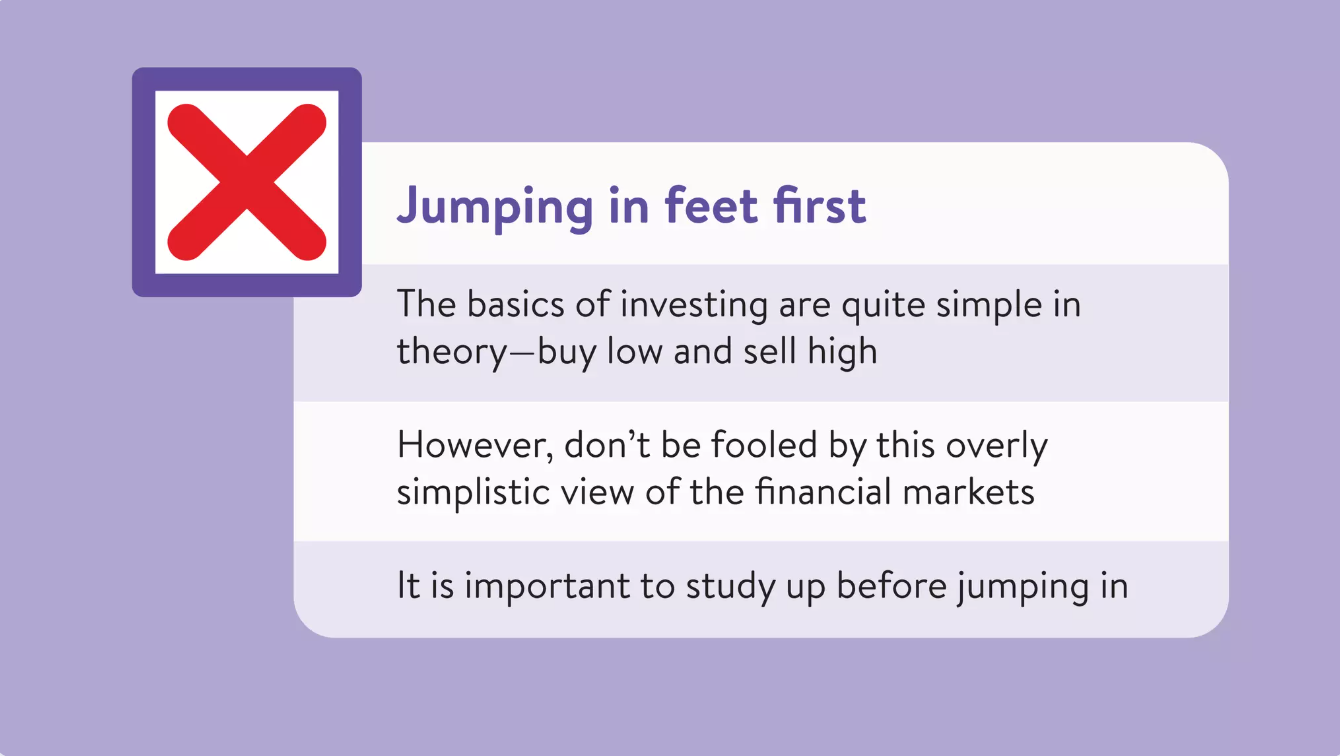 Jumping in feet first
The basics of investing are quite simple in
theory—buy low and sell high
However, don’t be fooled by this overly
simplistic view of the financial markets
It is important to study up before jumping in